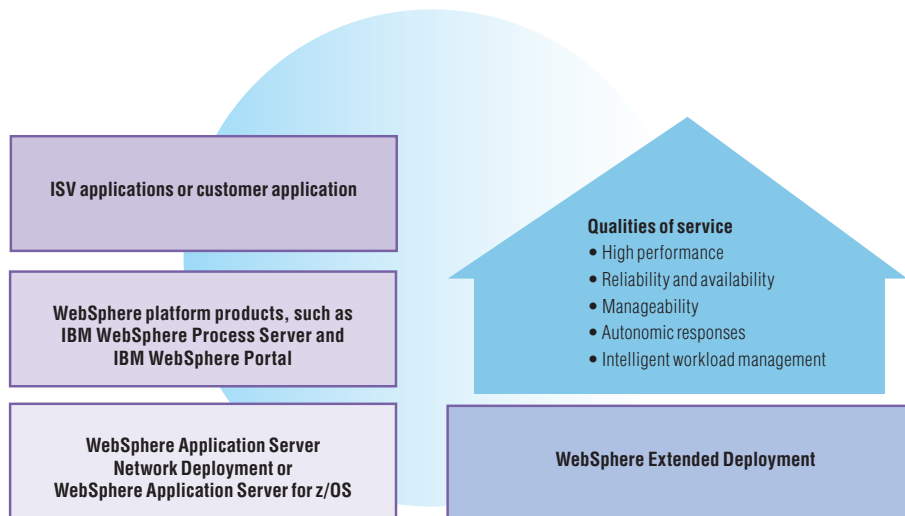 ISV applications or customer application
WebSphere platform products, such as
IBM WebSphere Process Server and
IBM WebSphere Portal
WebSphere Application Server
Network Deployment or
WebSphere Application Server for z/OS
Qualities of service
• High performance
• Reliability and availability
• Manageability
• Autonomic responses
• Intelligent workload management
WebSphere Extended Deployment